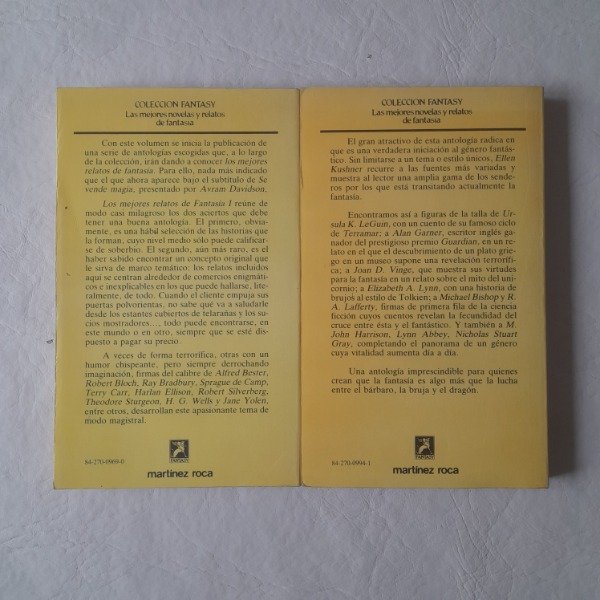 COLECCION FANTASY
Las mejores novelas y relatos
de fantasía
Con este volumen se inicia la publicación de
una serie de antologías escogidas que, a lo largo
de la colección, irán dando a conocer los mejores
relatos de fantasía. Para ello, nada más indicado
que el que ahora aparece bajo el subtítulo de Se
vende magia, presentado por Avram Davidson.
Los mejores relatos de Fantasía I reúne de
modo casi milagroso los dos aciertos que debe
tener una buena antología. El primero, obvia-
mente, es una hábil selección de las historias que
la forman, cuyo nivel medio sólo puede calificar-
se de soberbio. El segundo, aún más raro, es el
haber sabido encontrar un concepto original que
le sirva de marco temático: los relatos incluidos
aquí se centran alrededor de comercios enigmáti-
cos e inexplicables en los que puede hallarse, lite-
ralmente, de todo. Cuando el cliente empuja sus
puertas polvorientas, no sabe qué va a saludarle
desde los estantes cubiertos de telarañas y los su-
cios mostradores..., todo puede encontrarse, en
este mundo o en otro, siempre que se esté dis-
puesto a pagar su precio.
A veces de forma terrorífica, otras con un
humor chispeante, pero siempre derrochando
imaginación, firmas del calibre de Alfred Bester,
Robert Bloch, Ray Bradbury, Sprague de Camp,
Terry Carr, Harlan Ellison, Robert Silverberg,
Theodore Sturgeon, H. G. Wells y Jane Yolen,
entre otros, desarrollan este apasionante tema de
modo magistral.
FANTASY
84-270-0969-0
martínez roca
COLECCION FANTASY
Las mejores novelas y relatos
de fantasía
El gran atractivo de esta antología radica en
que es una verdadera iniciación al género fantás-
tico. Sin limitarse a un tema o estilo únicos, Ellen
Kushner recurre a las fuentes más variadas y
muestra al lector una amplia gama de los sende-
ros por los que está transitando actualmente la
fantasía.
Encontramos así a figuras de la talla de Ur-
sula K. LeGuin, con un cuento de su famoso ciclo
de Terramar; a Alan Garner, escritor inglés ga-
nador del prestigioso premio Guardian, en un re-
lato en el que el descubrimiento de un plato grie-
go en un museo supone una revelación terrorífi-
ca; a Joan D. Vinge, que muestra sus virtudes
para la fantasía en un relato sobre el mito del uni-
cornio; a Elizabeth A. Lynn, con una historia de
brujos al estilo de Tolkien; a Michael Bishop y R.
A. Lafferty, firmas de primera fila de la ciencia
ficción cuyos cuentos revelan la fecundidad del
cruce entre ésta y el fantástico. Y también a M.
John Harrison, Lynn Abbey, Nicholas Stuart
Gray, completando el panorama de un género
cuya vitalidad aumenta día a día.
Una antología imprescindible para quienes
crean que la fantasía es algo más que la lucha
entre el bárbaro, la bruja y el dragón.
FANTASY
84-270-0994-1
martínez roca